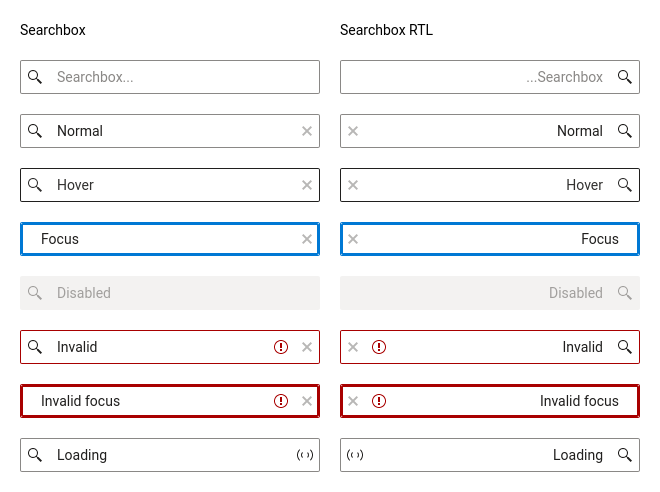 Searchbox
Searchbox RTL
Searchbox...
...Searchbox
Normal
Normal
Hover
Hover
Focus
Focus
Disabled
Disabled
Invalid
Invalid
Invalid focus
Invalid focus
Loading
Loading